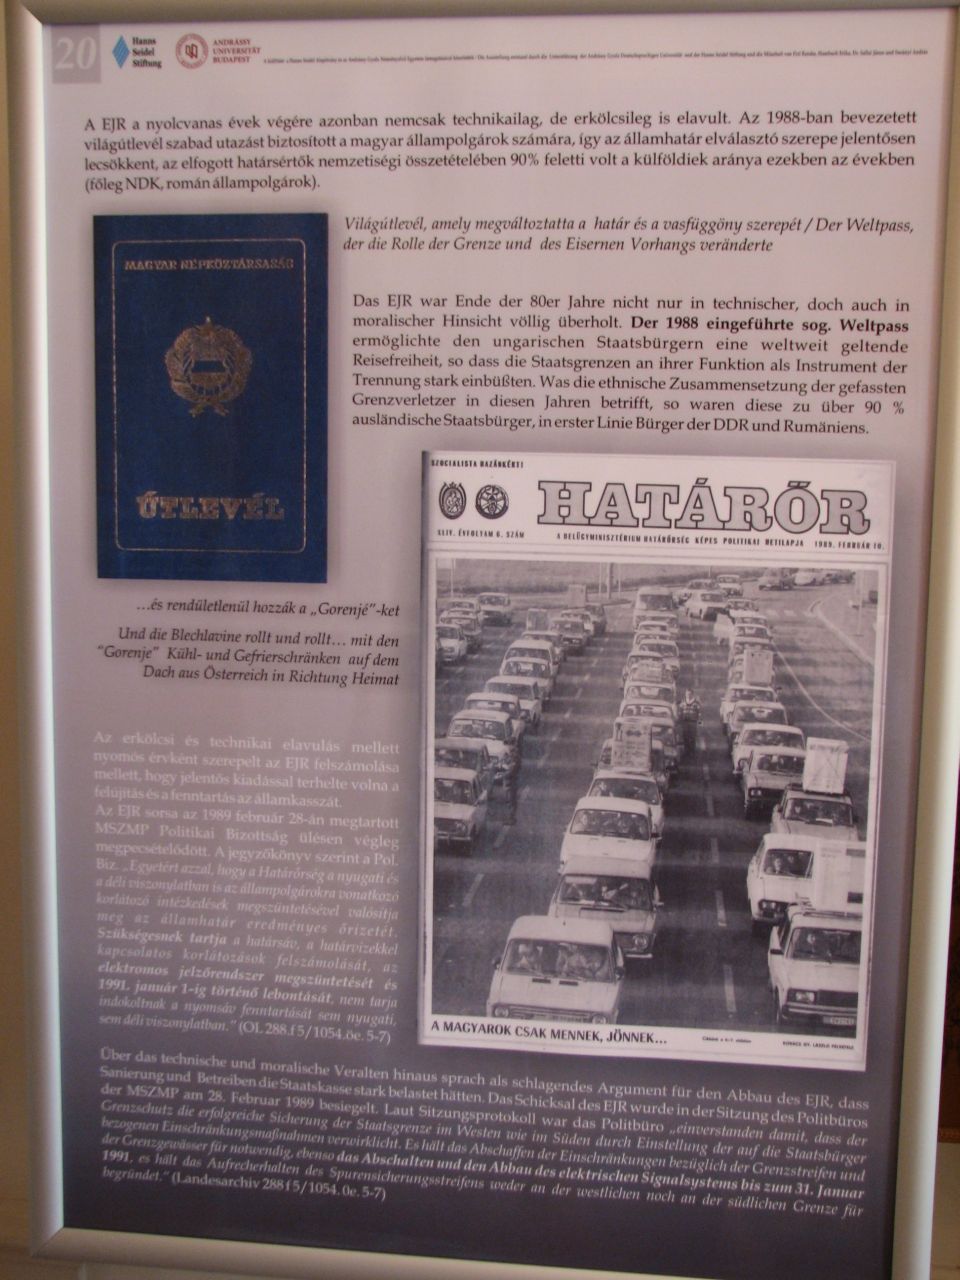 20
Hanns
Seidel
Stiftung
ANDRÁSSY
UNIVERSITÄT
BUDAPEST
A EJR a nyolcvanas évek végére azonban nemcsak technikailag, de erkölcsileg is elavult. Az 1988-ban bevezetett
világútlevél szabad utazást biztosított a magyar állampolgárok számára, így az államhatár elválasztó szerepe jelentősen
lecsökkent, az elfogott határsértők nemzetiségi összetételében 90% feletti volt a külföldiek aránya ezekben az években
(főleg NDK, román állampolgárok).
Világútlevél, amely megváltoztatta a határ és a vasfüggöny szerepét / Der Weltpass,
der die Rolle der Grenze und des Eisernen Vorhangs veränderte
MAGYAR NÉPKÖZTÁRSASÁG
ÚTLEVÉL
Das EJR war Ende der 80er Jahre nicht nur in technischer, doch auch in
moralischer Hinsicht völlig überholt. Der 1988 eingeführte sog. Weltpass
ermöglichte den ungarischen Staatsbürgern eine weltweit geltende
Reisefreiheit, so dass die Staatsgrenzen an ihrer Funktion als Instrument der
Trennung stark einbüßten. Was die ethnische Zusammensetzung der gefassten
Grenzverletzer in diesen Jahren betrifft, so waren diese zu über 90 %
ausländische Staatsbürger, in erster Linie Bürger der DDR und Rumäniens.
SZOCIALISTA HAZÁNKÉRT!
HATÁRŐR
XLIV. ÉVFOLYAM 6. SZÁM
A BELÜGYMINISZTÉRIUM HATÁRŐRSÉG KÉPES POLITIKAI HETILAPJA 1989. FEBRUÁR 10.
A MAGYAROK CSAK MENNEK, JÖNNEK...
…és rendületlenül hozzák a „Gorenjé”-ket
Und die Blechlavine rollt und rollt… mit den
"Gorenje" Kühl- und Gefrierschränken auf dem
Dach aus Österreich in Richtung Heimat
Az erkölcsi és technikai elavulás mellett
nyomós érvként szerepelt az EJR felszámolása
mellett, hogy jelentős kiadással terhelte volna a
felújítás és a fenntartás az államkasszát.
Az EJR sorsa az 1989 február 28-án megtartott
MSZMP Politikai Bizottság ülésen végleg
megpecsételődött. A jegyzőkönyv szerint a Pol.
Biz. „Egyetért azzal, hogy a Határőrség a nyugati és
a déli viszonylatban is az állampolgárokra vonatkozó
korlátozó intézkedések megszüntetésével valósítja
meg az államhatár eredményes őrizetét.
Szükségesnek tartja a határsáv, a határvizekkel
kapcsolatos korlátozások felszámolását, az
elektromos jelzőrendszer megszüntetését és
1991. január 1-ig történő lebontását, nem tarja
indokoltnak a nyomsáv fenntartását sem nyugati,
sem déli viszonylatban.” (OL 288.f 5/1054.öe. 5-7)
Über das technische und moralische Veralten hinaus sprach als schlagendes Argument für den Abbau des EJR, dass
Sanierung und Betreiben die Staatskasse stark belastet hätten. Das Schicksal des EJR wurde in der Sitzung des Politbüros
der MSZMP am 28. Februar 1989 besiegelt. Laut Sitzungsprotokoll war das Politbüro „einverstanden damit, dass der
Grenzschutz die erfolgreiche Sicherung der Staatsgrenze im Westen wie im Süden durch Einstellung der auf die Staatsbürger
bezogenen Einschränkungsmaßnahmen verwirklicht. Es hält das Abschaffen der Einschränkungen bezüglich der Grenzstreifen und
der Grenzgewässer für notwendig, ebenso das Abschalten und den Abbau des elektrischen Signalsystems bis zum 31. Januar
1991, es hält das Aufrecherhalten des Spurensicherungsstreifens weder an der westlichen noch an der südlichen Grenze für
begründet.“ (Landesarchiv 288 f 5/1054. 0e. 5-7)